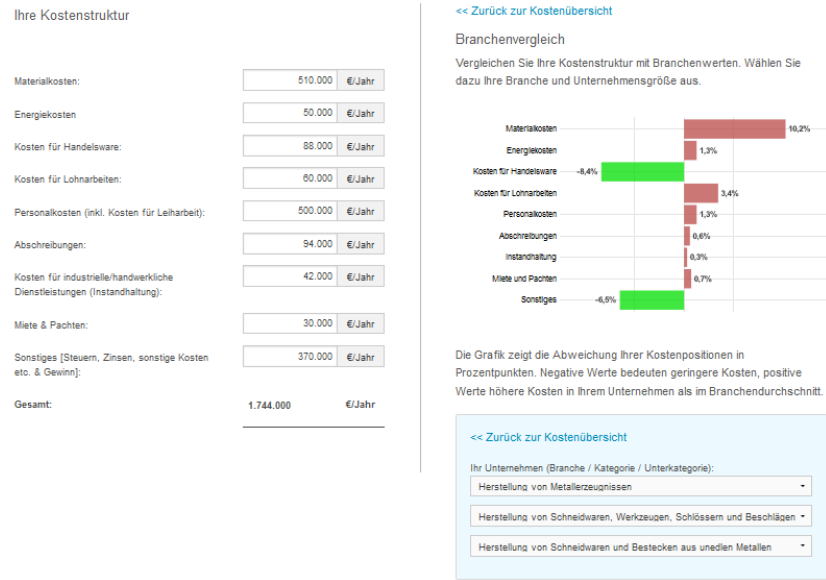 Ihre Kostenstruktur
Materialkosten: 510.000 €/Jahr
Energiekosten 50.000 €/Jahr
Kosten für Handelsware: 88.000 €/Jahr
Kosten für Lohnarbeiten: 60.000 €/Jahr
Personalkosten (inkl. Kosten für Leiharbeit): 500.000 €/Jahr
Abschreibungen: 94.000 €/Jahr
Kosten für industrielle/handwerkliche 42.000 €/Jahr
Dienstleistungen (Instandhaltung):
Miete & Pachten: 30.000 €/Jahr
Sonstiges [Steuern, Zinsen, sonstige Kosten 370.000 €/Jahr
etc. & Gewinn]:
Gesamt: 1.744.000 €/Jahr
<< Zurück zur Kostenübersicht
Branchenvergleich
Vergleichen Sie Ihre Kostenstruktur mit Branchenwerten. Wählen Sie
dazu Ihre Branche und Unternehmensgröße aus.
Materialkosten 10,2%
Energiekosten 1,3%
Kosten für Handelsware -8,4%
Kosten für Lohnarbeiten 3,4%
Personalkosten 1,3%
Abschreibungen 0,6%
Instandhaltung 0,3%
Miete und Pachten 0,7%
Sonstiges -6,5%
Die Grafik zeigt die Abweichung Ihrer Kostenpositionen in
Prozentpunkten. Negative Werte bedeuten geringere Kosten, positive
Werte höhere Kosten in Ihrem Unternehmen als im Branchendurchschnitt.
<< Zurück zur Kostenübersicht
Ihr Unternehmen (Branche / Kategorie / Unterkategorie):
Herstellung von Metallerzeugnissen
Herstellung von Schneidwaren, Werkzeugen, Schlössern und Beschlägen
Herstellung von Schneidwaren und Bestecken aus unedlen Metallen